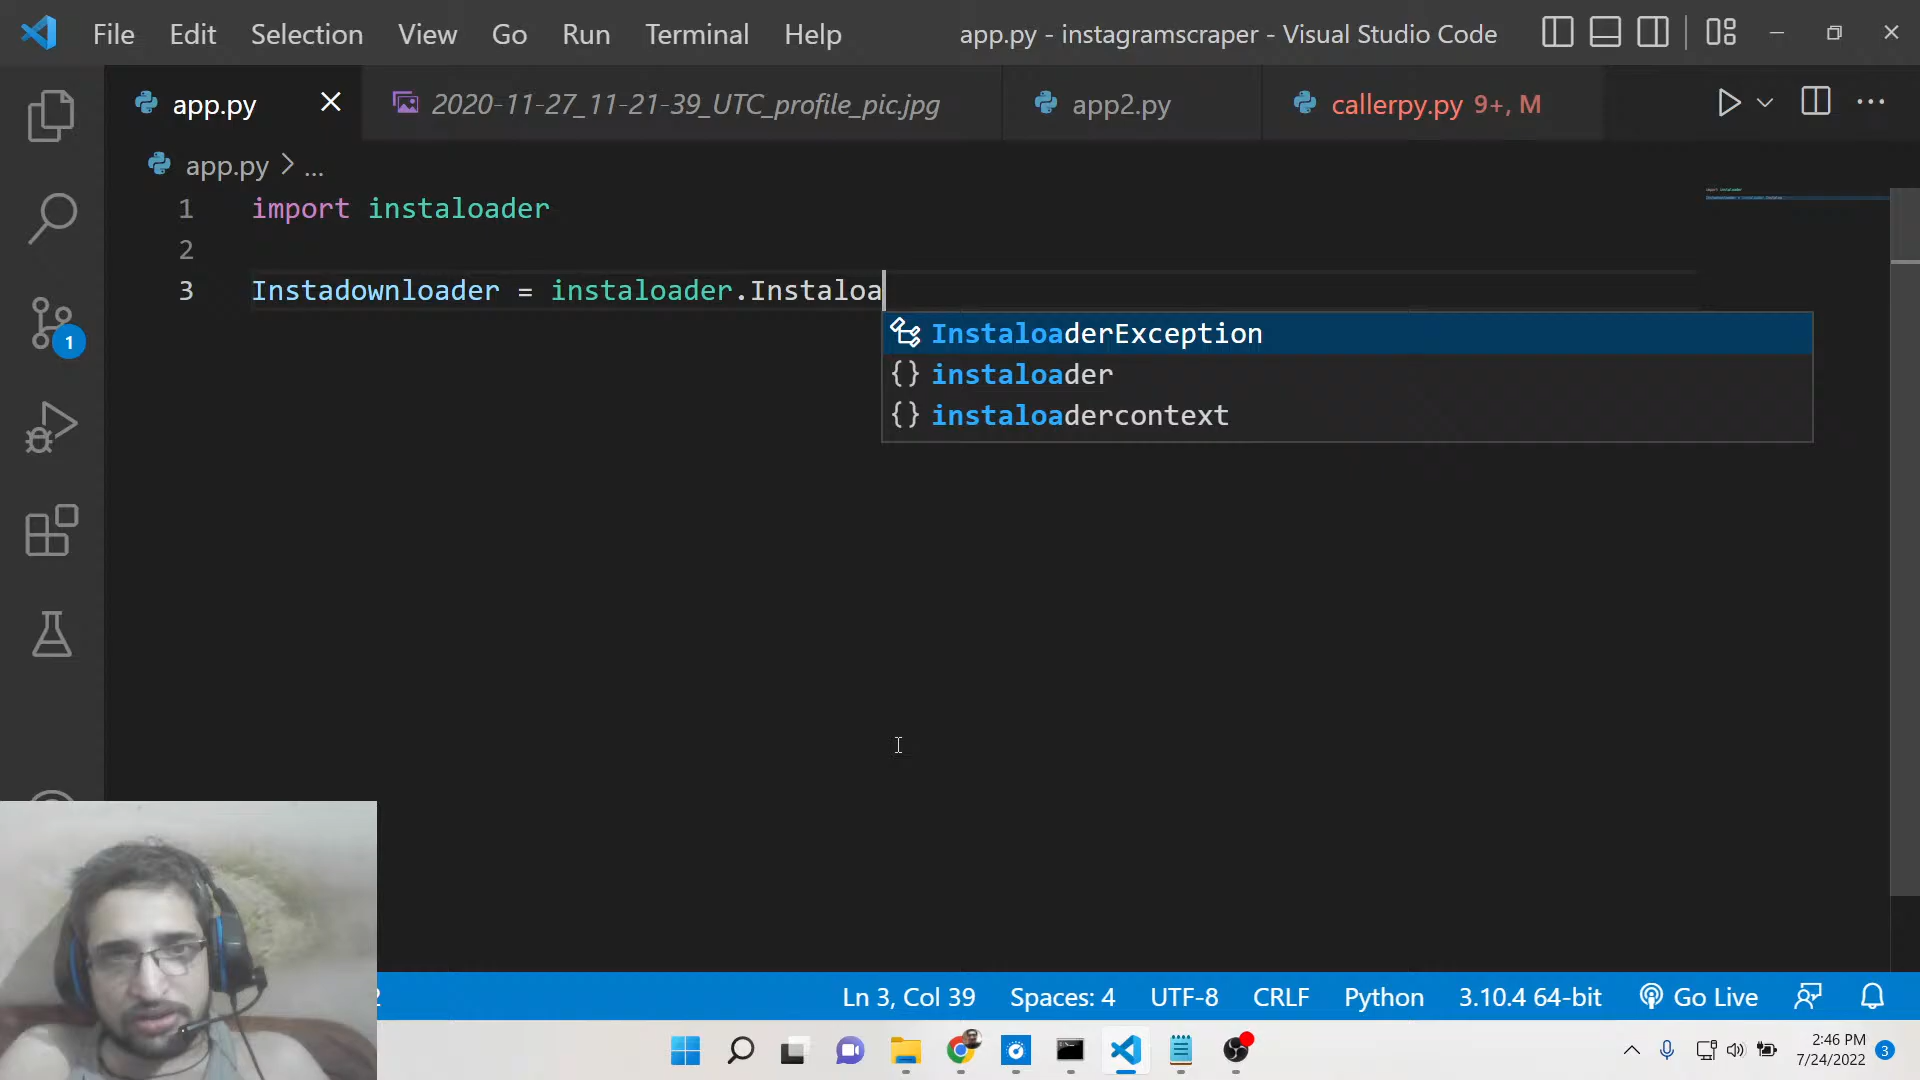 File Edit Selection View Go Run Terminal Help app.py - instagramscraper - Visual Studio Code
app.py 2020-11-27_11-21-39_UTC_profile_pic.jpg app2.py callerpy.py 9+, M
app.py > ...
1 import instaloader
2
3 Instadownloader = instaloader.Instaloa
InstaloaderException
{} instaloader
{} instaloadercontext
1
Ln 3, Col 39 Spaces: 4 UTF-8 CRLF Python 3.10.4 64-bit Go Live
2:46 PM
7/24/2022 3